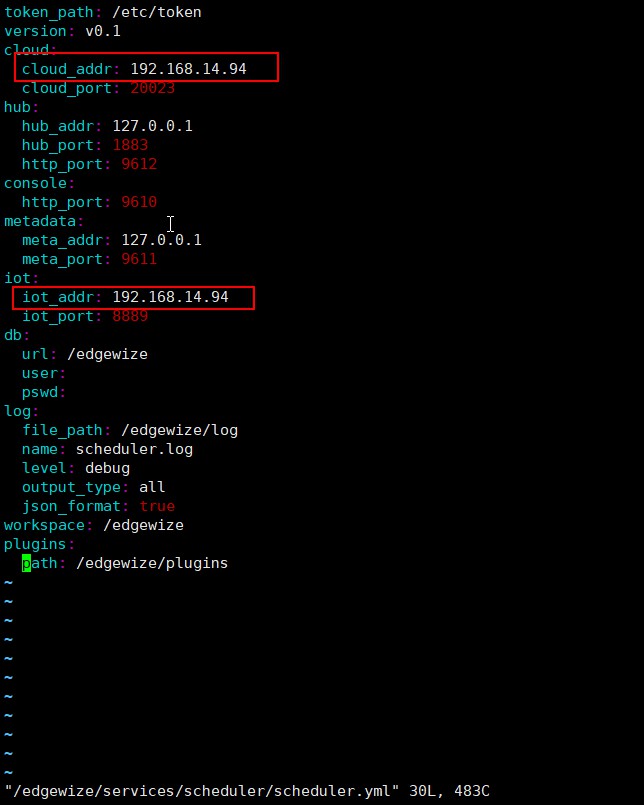 token_path: /etc/token
version: v0.1
cloud:
  cloud_addr: 192.168.14.94
  cloud_port: 20023
hub:
  hub_addr: 127.0.0.1
  hub_port: 1883
  http_port: 9612
console:
  http_port: 9610
metadata:
  meta_addr: 127.0.0.1
  meta_port: 9611
iot:
  iot_addr: 192.168.14.94
  iot_port: 8889
db:
  url: /edgewize
  user:
  pswd:
log:
  file_path: /edgewize/log
  name: scheduler.log
  level: debug
  output_type: all
  json_format: true
workspace: /edgewize
plugins:
  path: /edgewize/plugins
~
~
~
~
~
~
~
~
~
~
~
"/edgewize/services/scheduler/scheduler.yml" 30L, 483C